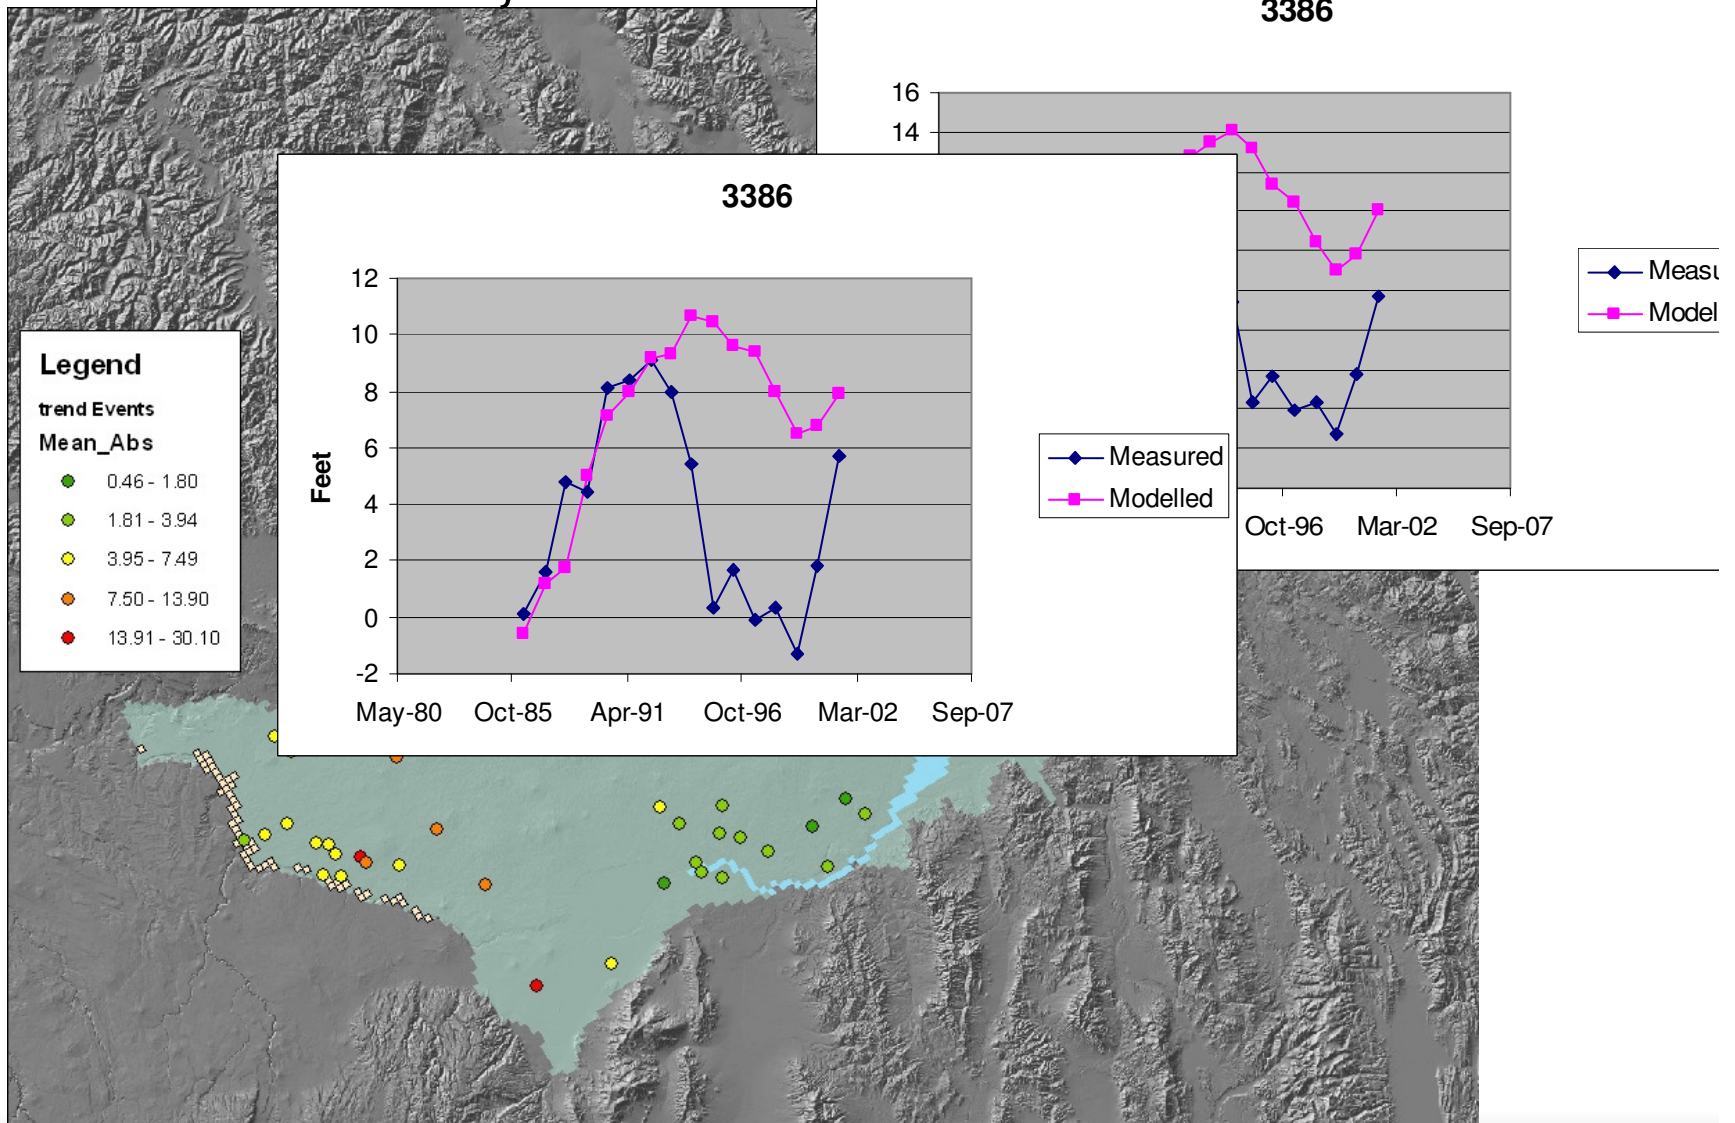 3386
16
14
Measu
Model
Oct-96 Mar-02 Sep-07
3386
12
10
8
6
4
2
0
-2
Feet
May-80 Oct-85 Apr-91 Oct-96 Mar-02 Sep-07
Measured
Modelled
Legend
trend Events
Mean_Abs
0.46 - 1.80
1.81 - 3.94
3.95 - 7.49
7.50 - 13.90
13.91 - 30.10